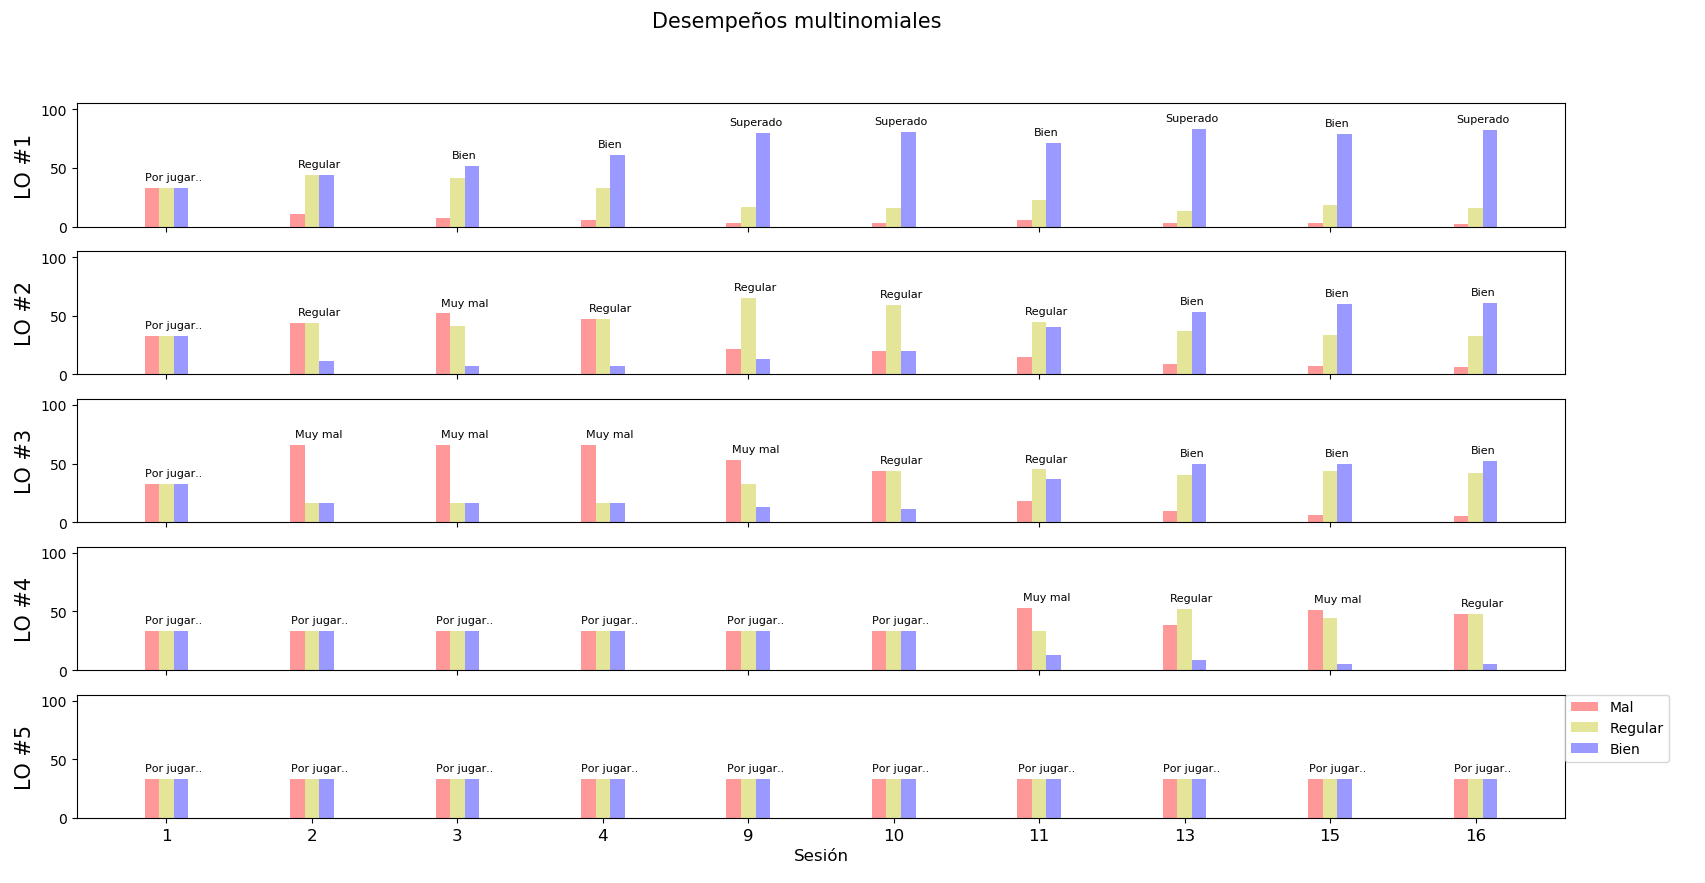 Desempeños multinomiales
LO #1
100
50
0
Por jugar.. Regular Bien Bien Superado Superado Bien Superado Bien Superado
LO #2
100
50
0
Por jugar.. Regular Muy mal Regular Regular Regular Regular Bien Bien Bien
LO #3
100
50
0
Por jugar.. Muy mal Muy mal Muy mal Muy mal Regular Regular Bien Bien Bien
LO #4
100
50
0
Por jugar.. Por jugar.. Por jugar.. Por jugar.. Por jugar.. Por jugar.. Muy mal Regular Muy mal Regular
LO #5
100
50
0
Por jugar.. Por jugar.. Por jugar.. Por jugar.. Por jugar.. Por jugar.. Por jugar.. Por jugar.. Por jugar.. Por jugar..
Mal
Regular
Bien
1 2 3 4 9 10 11 13 15 16
Sesión